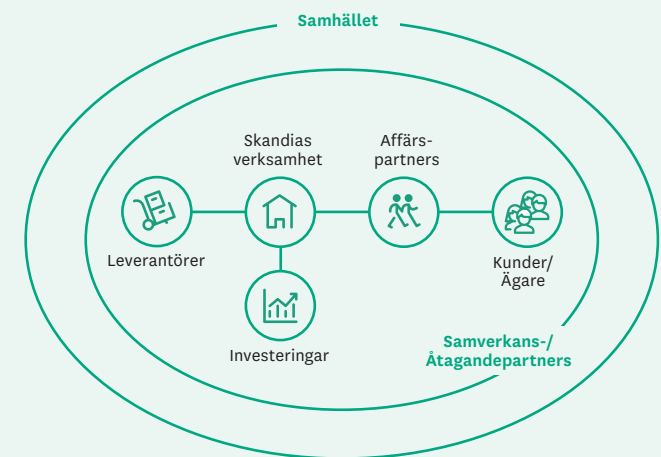 Samhället
Skandias
verksamhet
Affärs-
partners
Leverantörer
Kunder/
Ägare
Investeringar
Samverkans-/
Åtagandepartners